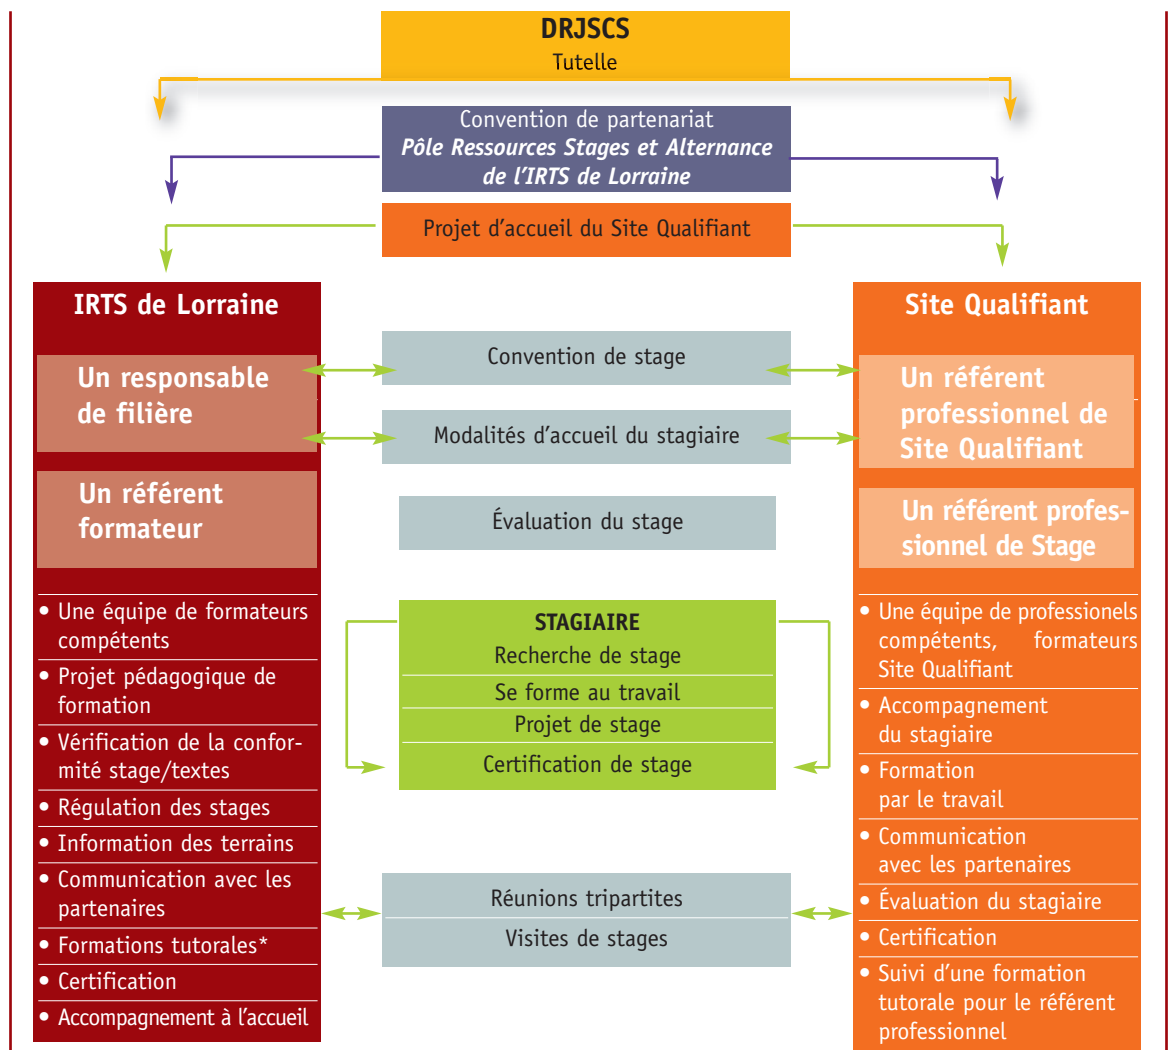 DRJSCS
Tutelle
Convention de partenariat
Pôle Ressources Stages et Alternance
de l'IRTS de Lorraine
Projet d'accueil du Site Qualifiant
IRTS de Lorraine
Un responsable
de filière
Un référent
formateur
• Une équipe de formateurs
compétents
• Projet pédagogique de
formation
• Vérification de la confor-
mité stage/textes
• Régulation des stages
• Information des terrains
• Communication avec les
partenaires
• Formations tutorales*
• Certification
• Accompagnement à l'accueil
Convention de stage
Modalités d'accueil du stagiaire
Évaluation du stage
STAGIAIRE
Recherche de stage
Se forme au travail
Projet de stage
Certification de stage
Réunions tripartites
Visites de stages
Site Qualifiant
Un référent
professionnel de
Site Qualifiant
Un référent profes-
sionnel de Stage
• Une équipe de professionels
compétents, formateurs
Site Qualifiant
• Accompagnement
du stagiaire
• Formation
par le travail
• Communication
avec les partenaires
• Évaluation du stagiaire
• Certification
• Suivi d'une formation
tutorale pour le référent
professionnel